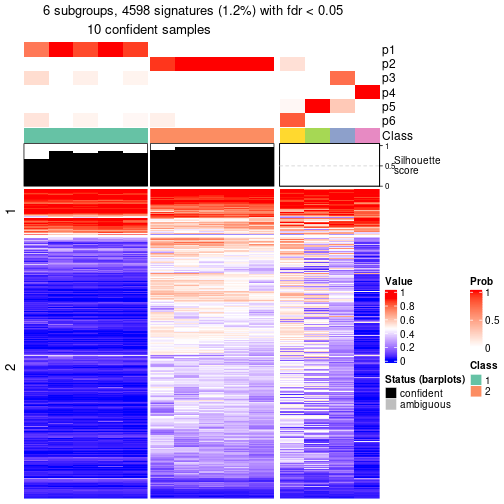 6 subgroups, 4598 signatures (1.2%) with fdr < 0.05
10 confident samples
p1
p2
p3
p4
p5
p6
Class
1
0.5
0
Silhouette
score
1
2
Value
1
0.8
0.6
0.4
0.2
0
Prob
1
0.5
0
Status (barplots)
confident
ambiguous
Class
1
2